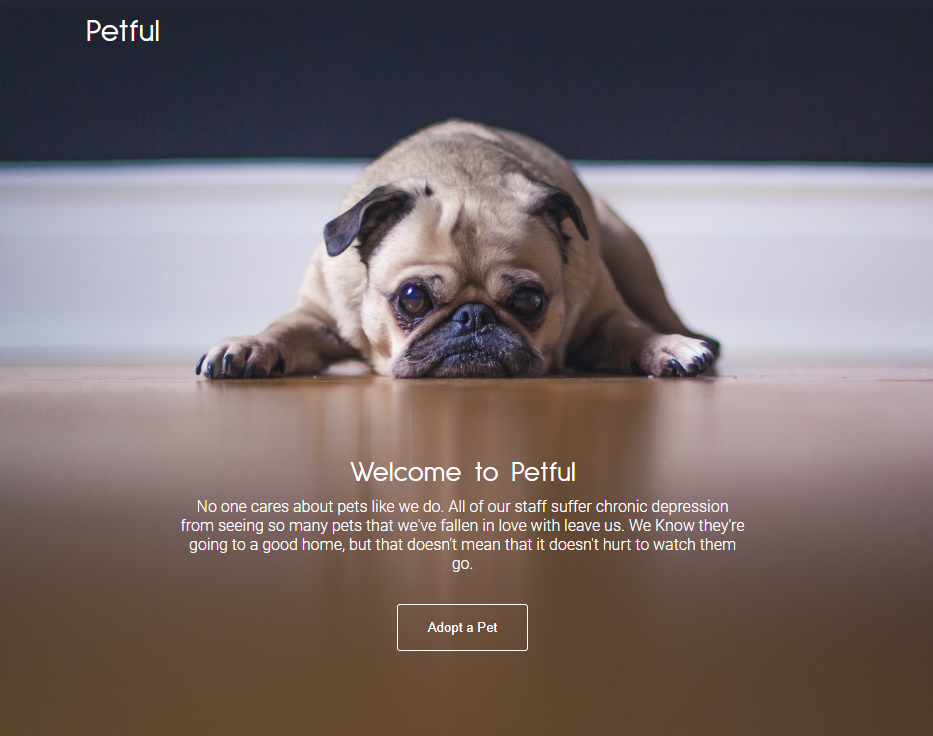 Petful
Welcome to Petful
No one cares about pets like we do. All of our staff suffer chronic depression
from seeing so many pets that we've fallen in love with leave us. We Know they're
going to a good home, but that doesn't mean that it doesn't hurt to watch them
go.
Adopt a Pet